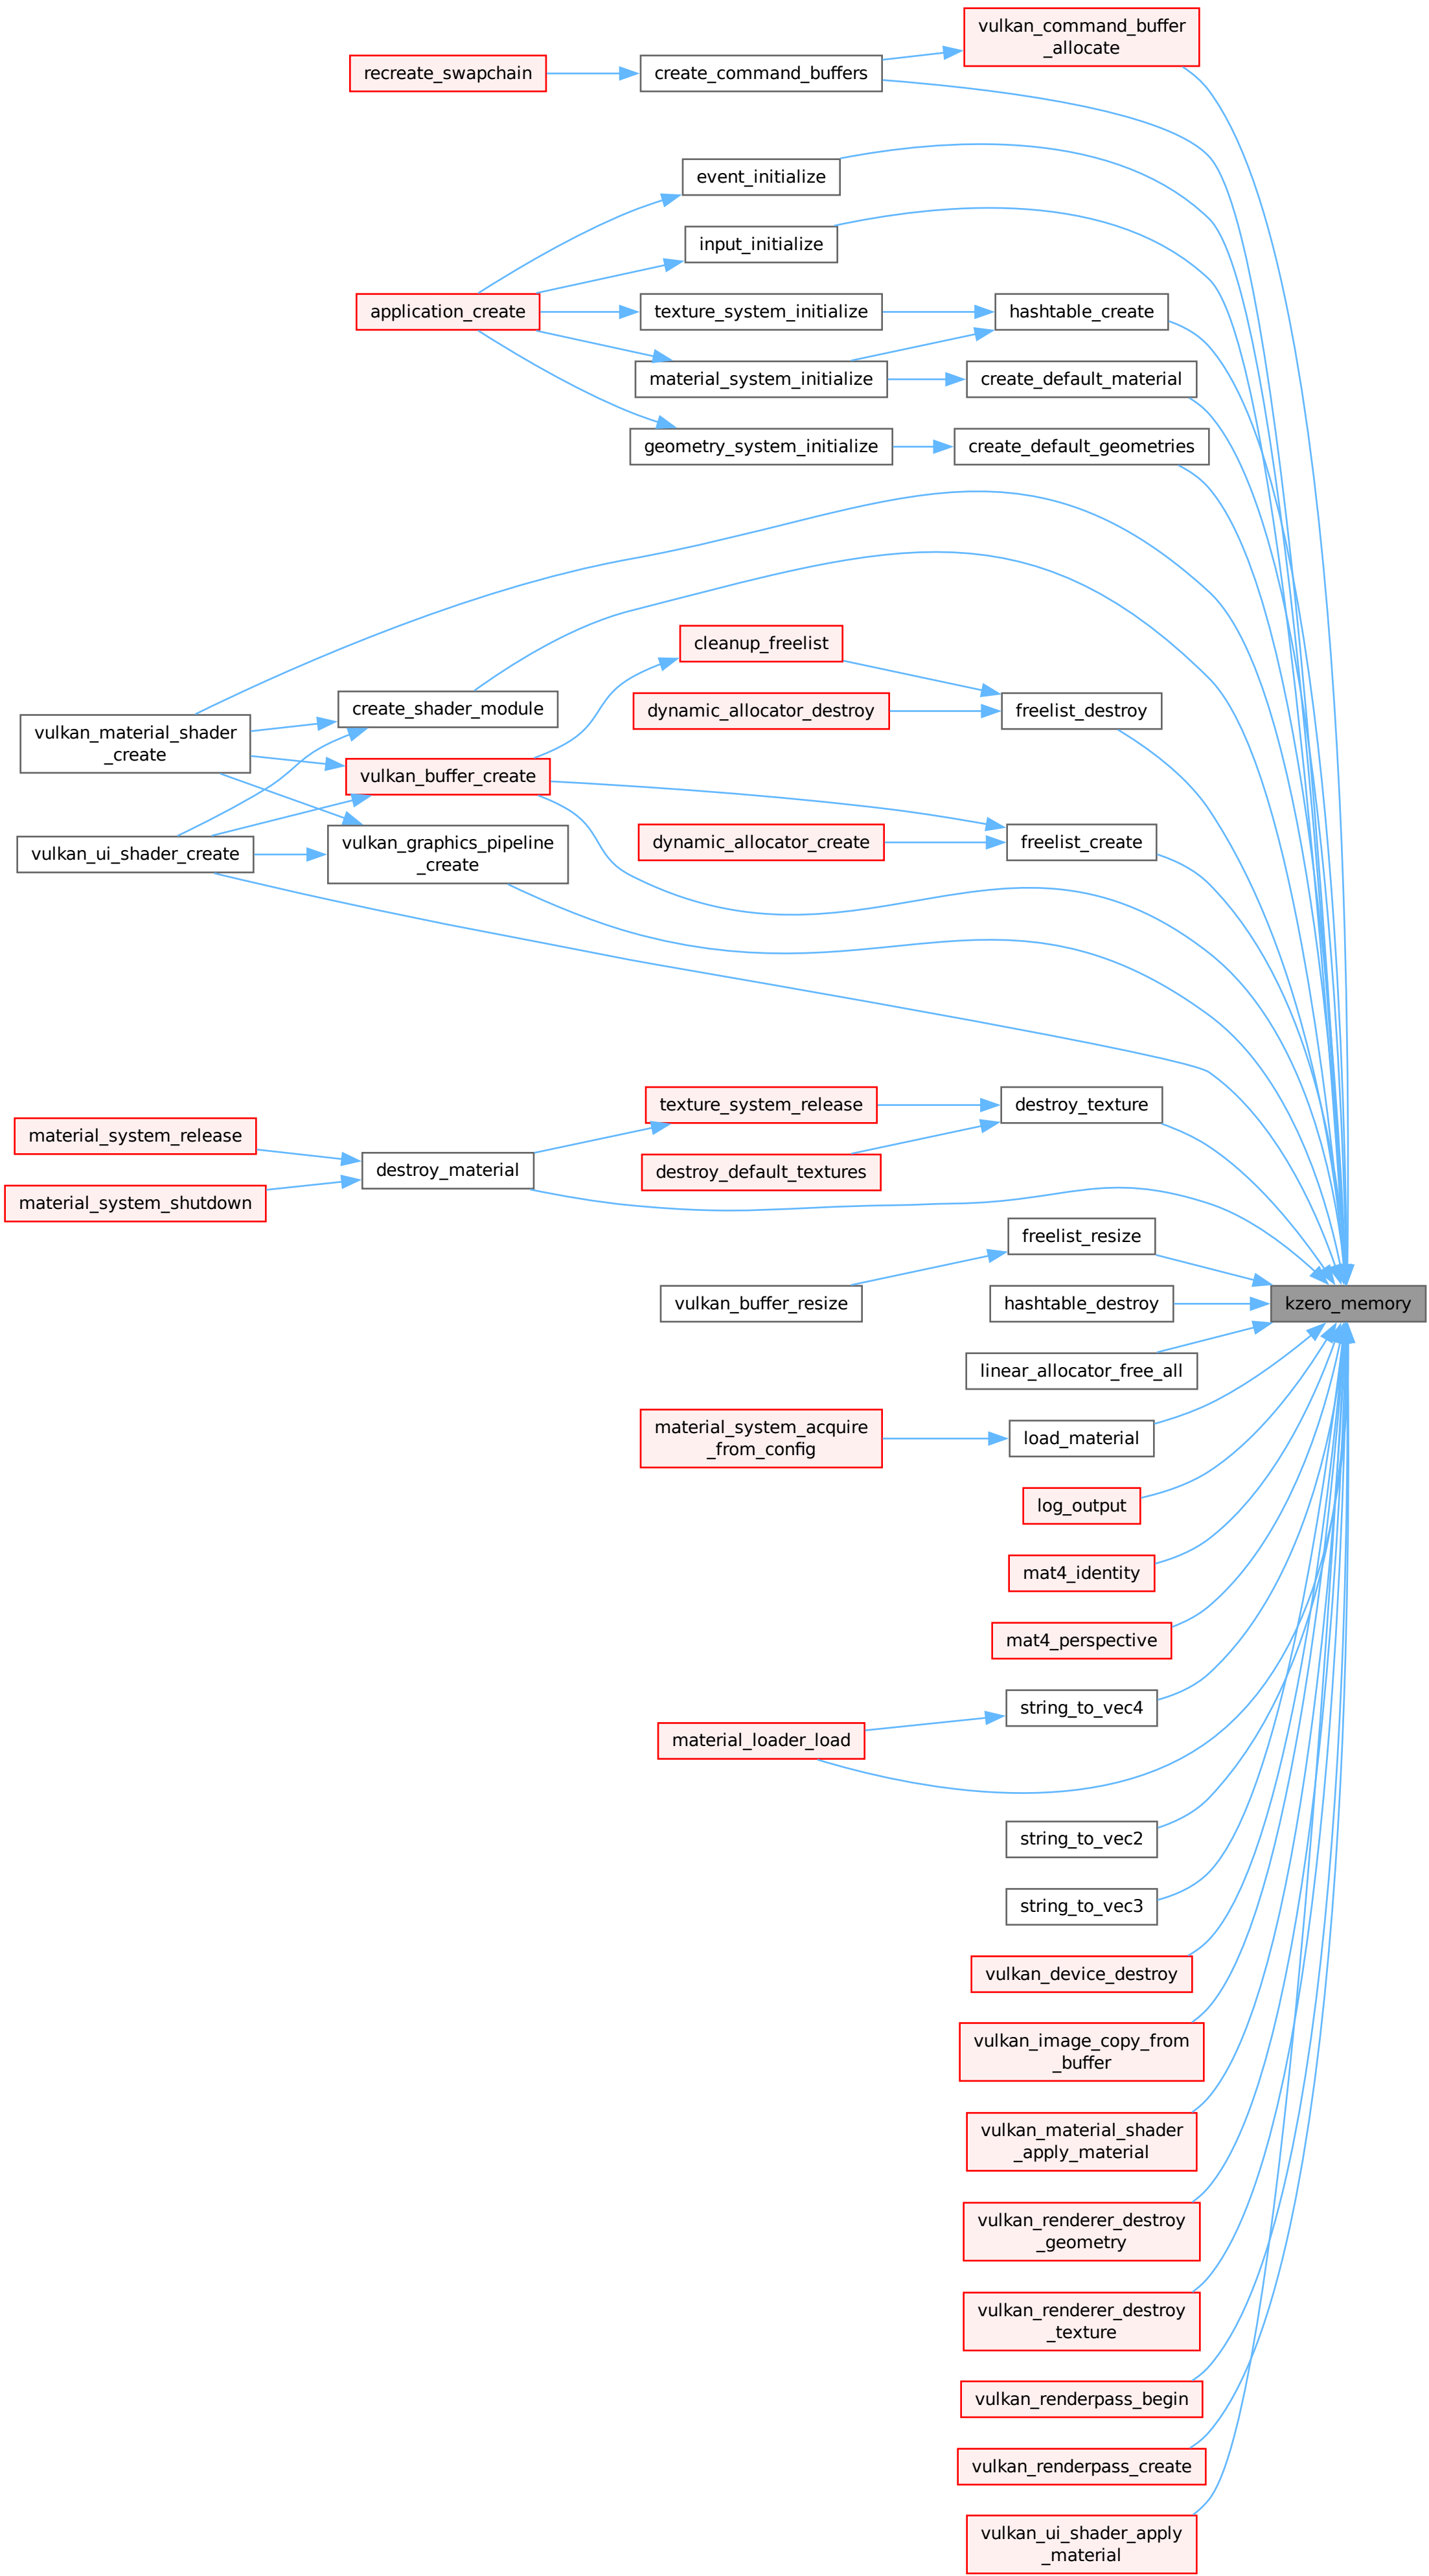 vulkan_command_buffer
_allocate
recreate_swapchain
create_command_buffers
event_initialize
input_initialize
application_create
texture_system_initialize
hashtable_create
material_system_initialize
create_default_material
geometry_system_initialize
create_default_geometries
cleanup_freelist
create_shader_module
dynamic_allocator_destroy
freelist_destroy
vulkan_material_shader
_create
vulkan_buffer_create
vulkan_ui_shader_create
vulkan_graphics_pipeline
_create
dynamic_allocator_create
freelist_create
texture_system_release
destroy_texture
material_system_release
destroy_material
destroy_default_textures
material_system_shutdown
freelist_resize
vulkan_buffer_resize
hashtable_destroy
kzero_memory
linear_allocator_free_all
material_system_acquire
_from_config
load_material
log_output
mat4_identity
mat4_perspective
string_to_vec4
material_loader_load
string_to_vec2
string_to_vec3
vulkan_device_destroy
vulkan_image_copy_from
_buffer
vulkan_material_shader
_apply_material
vulkan_renderer_destroy
_geometry
vulkan_renderer_destroy
_texture
vulkan_renderpass_begin
vulkan_renderpass_create
vulkan_ui_shader_apply
_material